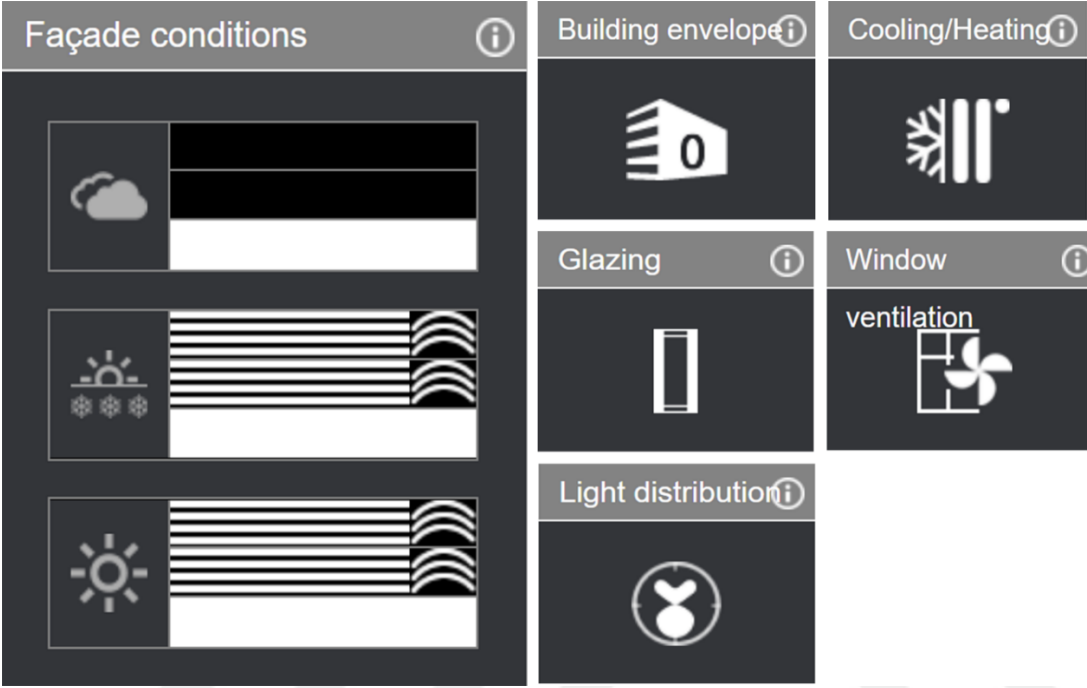 Façade conditions
Building envelope
Cooling/Heating
0
Glazing
Window
ventilation
Light distribution